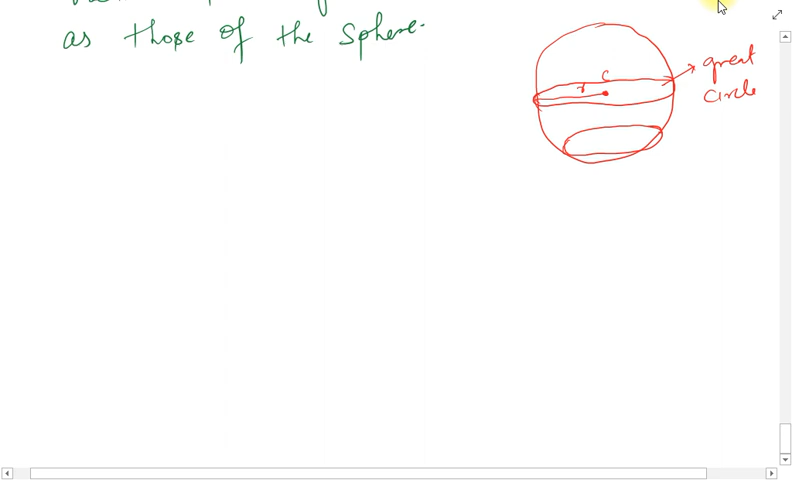 as those of the sphere.
c
r
great
circle